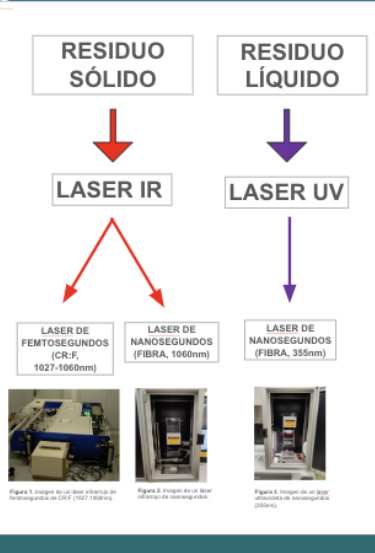 RESIDUO
SÓLIDO
RESIDUO
LÍQUIDO
LASER IR
LASER UV
LASER DE
FEMTOSEGUNDOS
(CR:F,
1027-1060nm)
LASER DE
NANOSEGUNDOS
(FIBRA, 1060nm)
LASER DE
NANOSEGUNDOS
(FIBRA, 355nm)
Figura 1. Imagen de un láser infrarrojo de
femtosegundos de CR:F (1027-1060nm).
Figura 2. Imagen de un láser
infrarrojo de nanosegundos.
Figura 3. Imagen de un láser
ultravioleta de nanosegundos
(355nm).